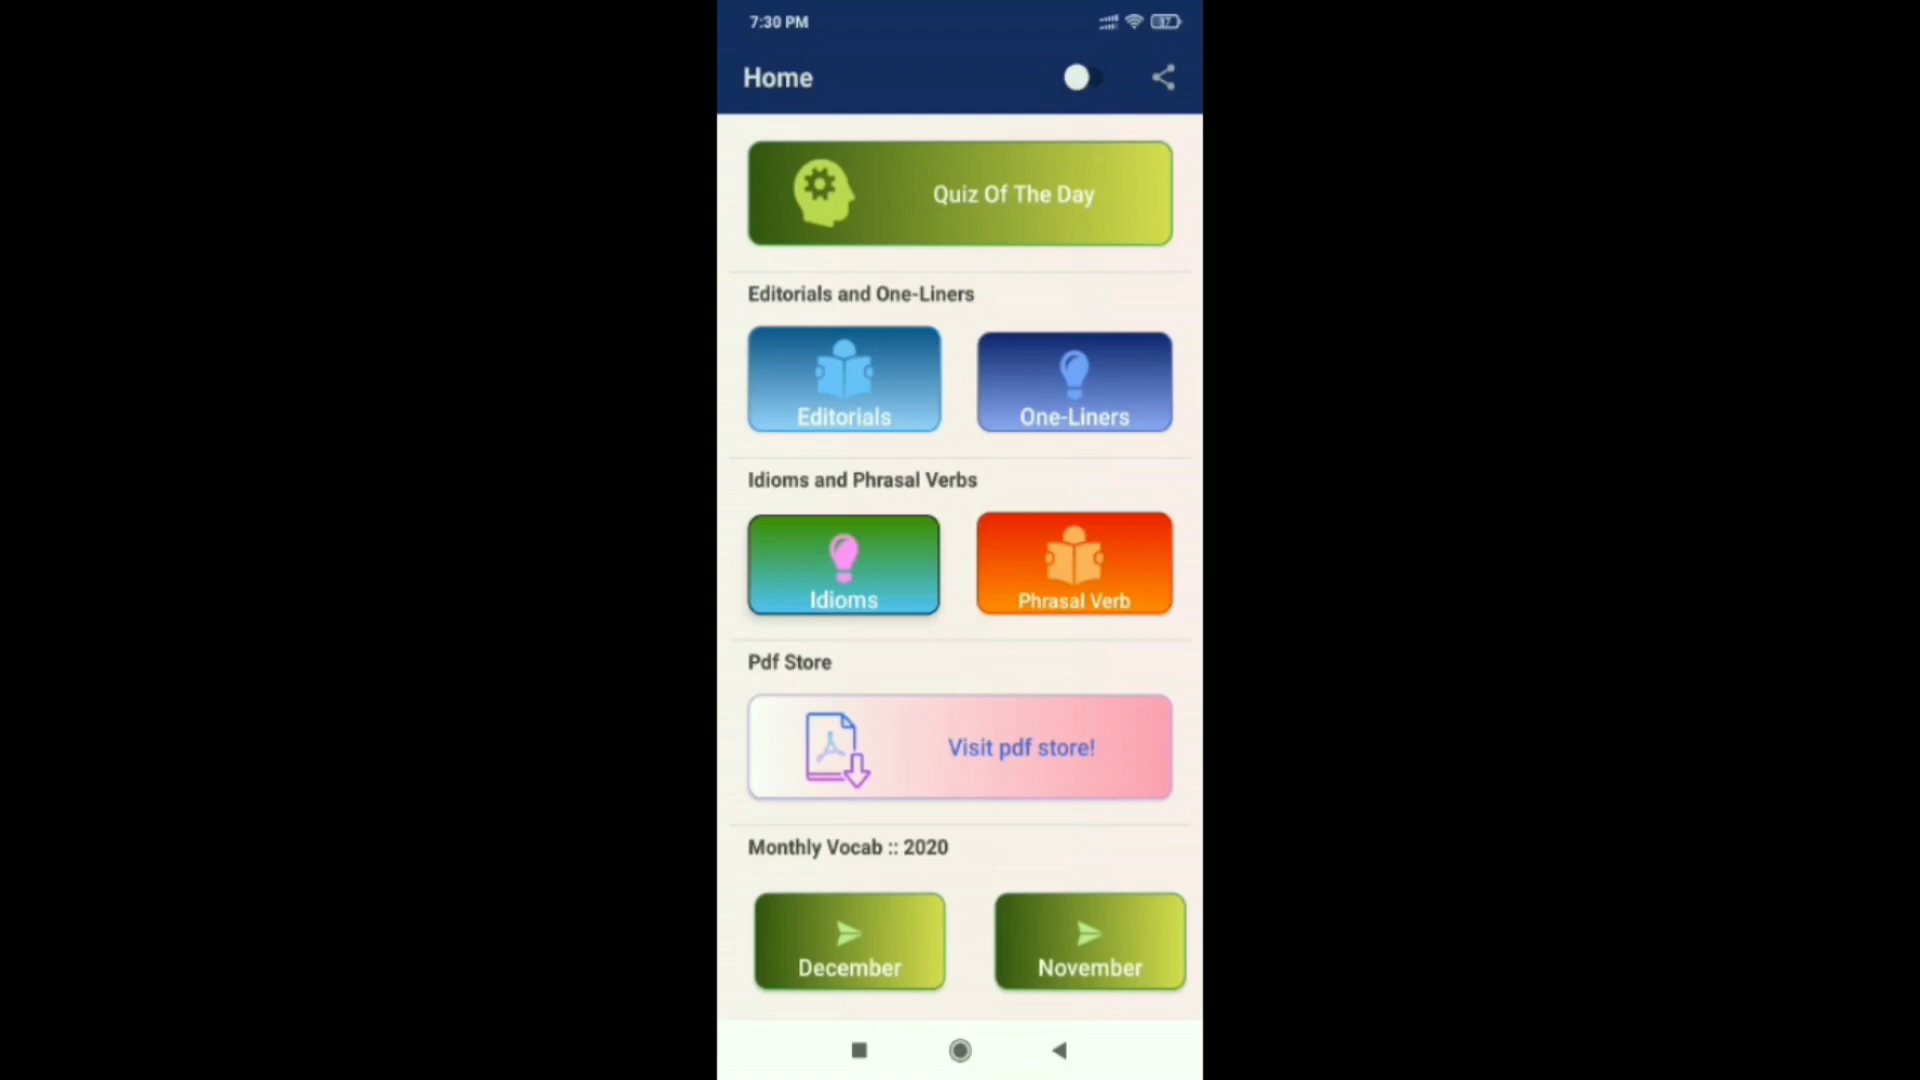 7:30 PM
37
Home
Quiz Of The Day
Editorials and One-Liners
Editorials
One-Liners
Idioms and Phrasal Verbs
Idioms
Phrasal Verb
Pdf Store
Visit pdf store!
Monthly Vocab :: 2020
December
November